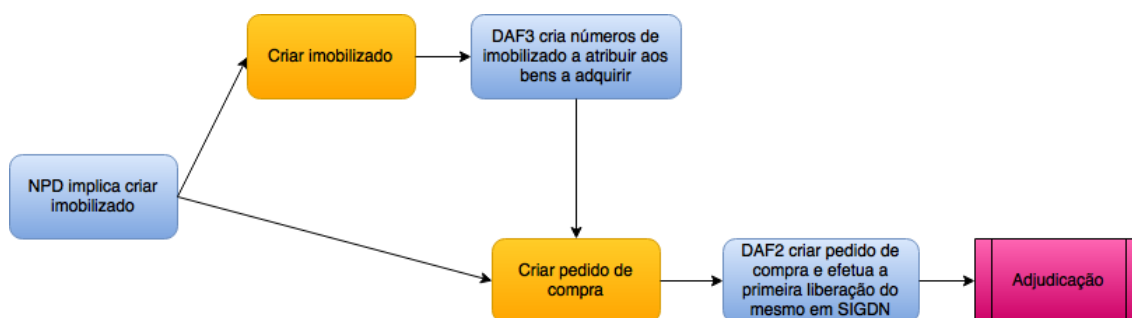 Criar imobilizado
DAF3 cria números de
imobilizado a atribuir aos
bens a adquirir
NPD implica criar
imobilizado
Criar pedido de
compra
DAF2 criar pedido de
compra e efetua a
primeira liberação do
mesmo em SIGDN
Adjudicação